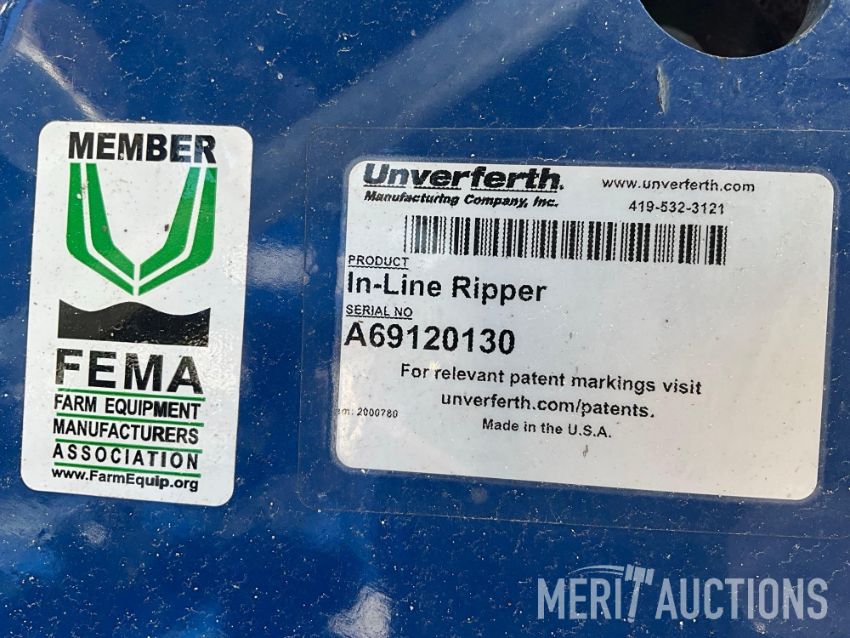 MEMBER
FEMA
FARM EQUIPMENT
MANUFACTURERS
ASSOCIATION
www.FarmEquip.org
Unverferth
Manufacturing Company, Inc.
www.unverferth.com
419-532-3121
PRODUCT
In-Line Ripper
SERIAL NO
A69120130
For relevant patent markings visit
unverferth.com/patents.
2000780
Made in the U.S.A.
MERIT AUCTIONS